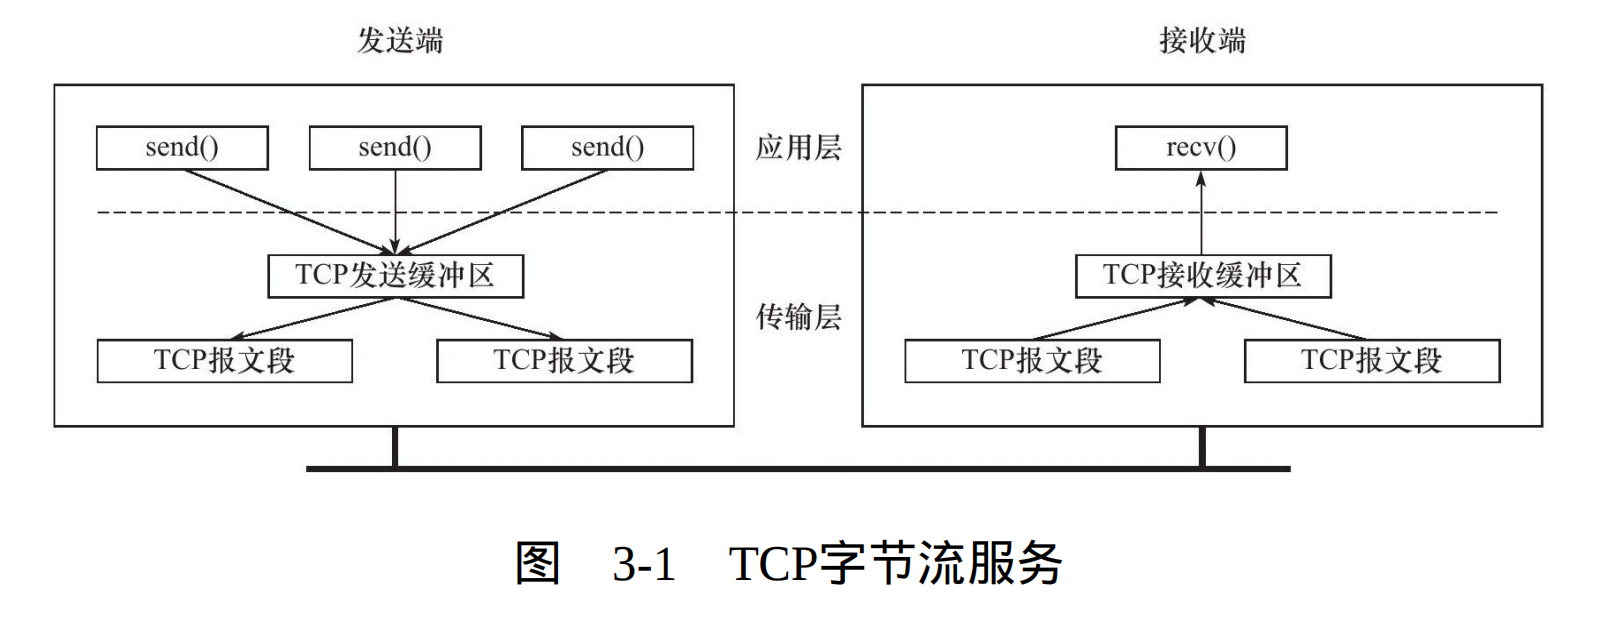 发送端 接收端
send() send() send() 应用层 recv()
TCP发送缓冲区 TCP接收缓冲区
传输层
TCP报文段 TCP报文段 TCP报文段 TCP报文段
图 3-1 TCP字节流服务